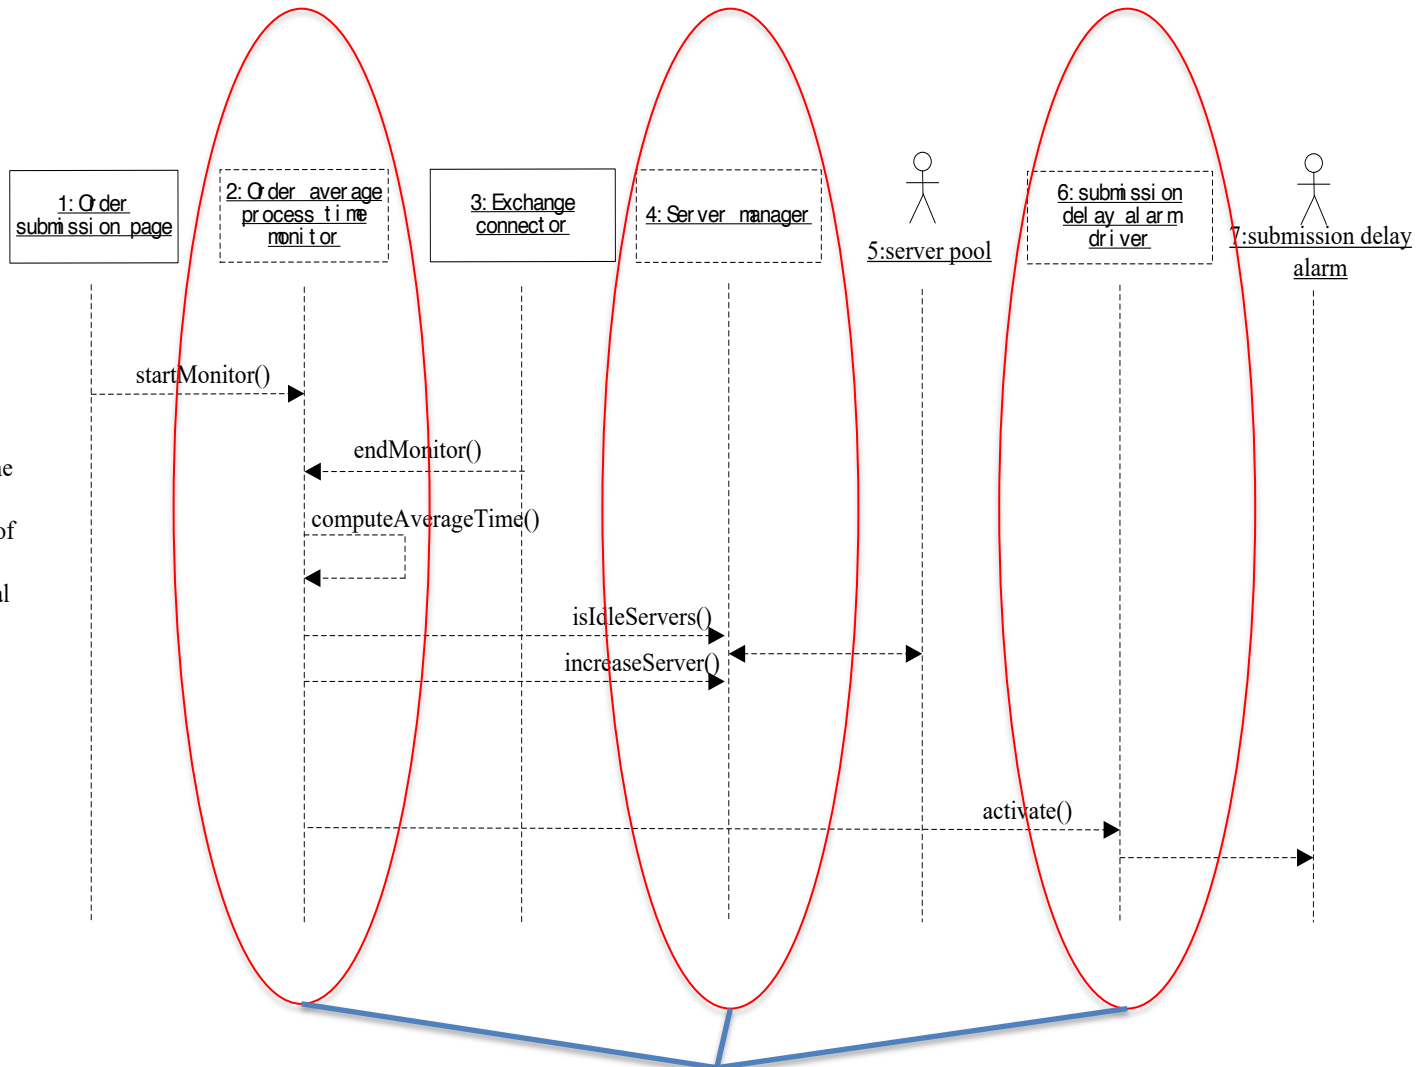 1: Order
submission page
2: Order average
process time
monitor
3: Exchange
connector
4: Server manager
5:server pool
6: submission
delay alarm
driver
7:submission delay
alarm
startMonitor()
endMonitor()
of
computeAverageTime()
isIdleServers()
increaseServer()
activate()